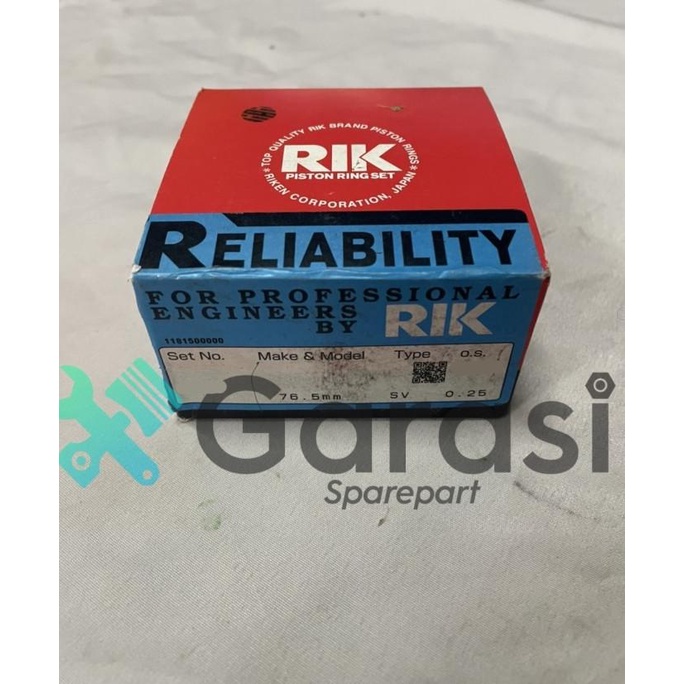 *TOP QUALITY RIK BRAND PISTON RINGS*
RIK
PISTON RING SET
RIKEN CORPORATION, JAPAN
RELIABILITY
FOR PROFESSIONAL
ENGINEERS
BY RIK
1101500000
Set No. Make & Model Type o.s.
76.5mm SV 0.25
Garasi
Sparepart